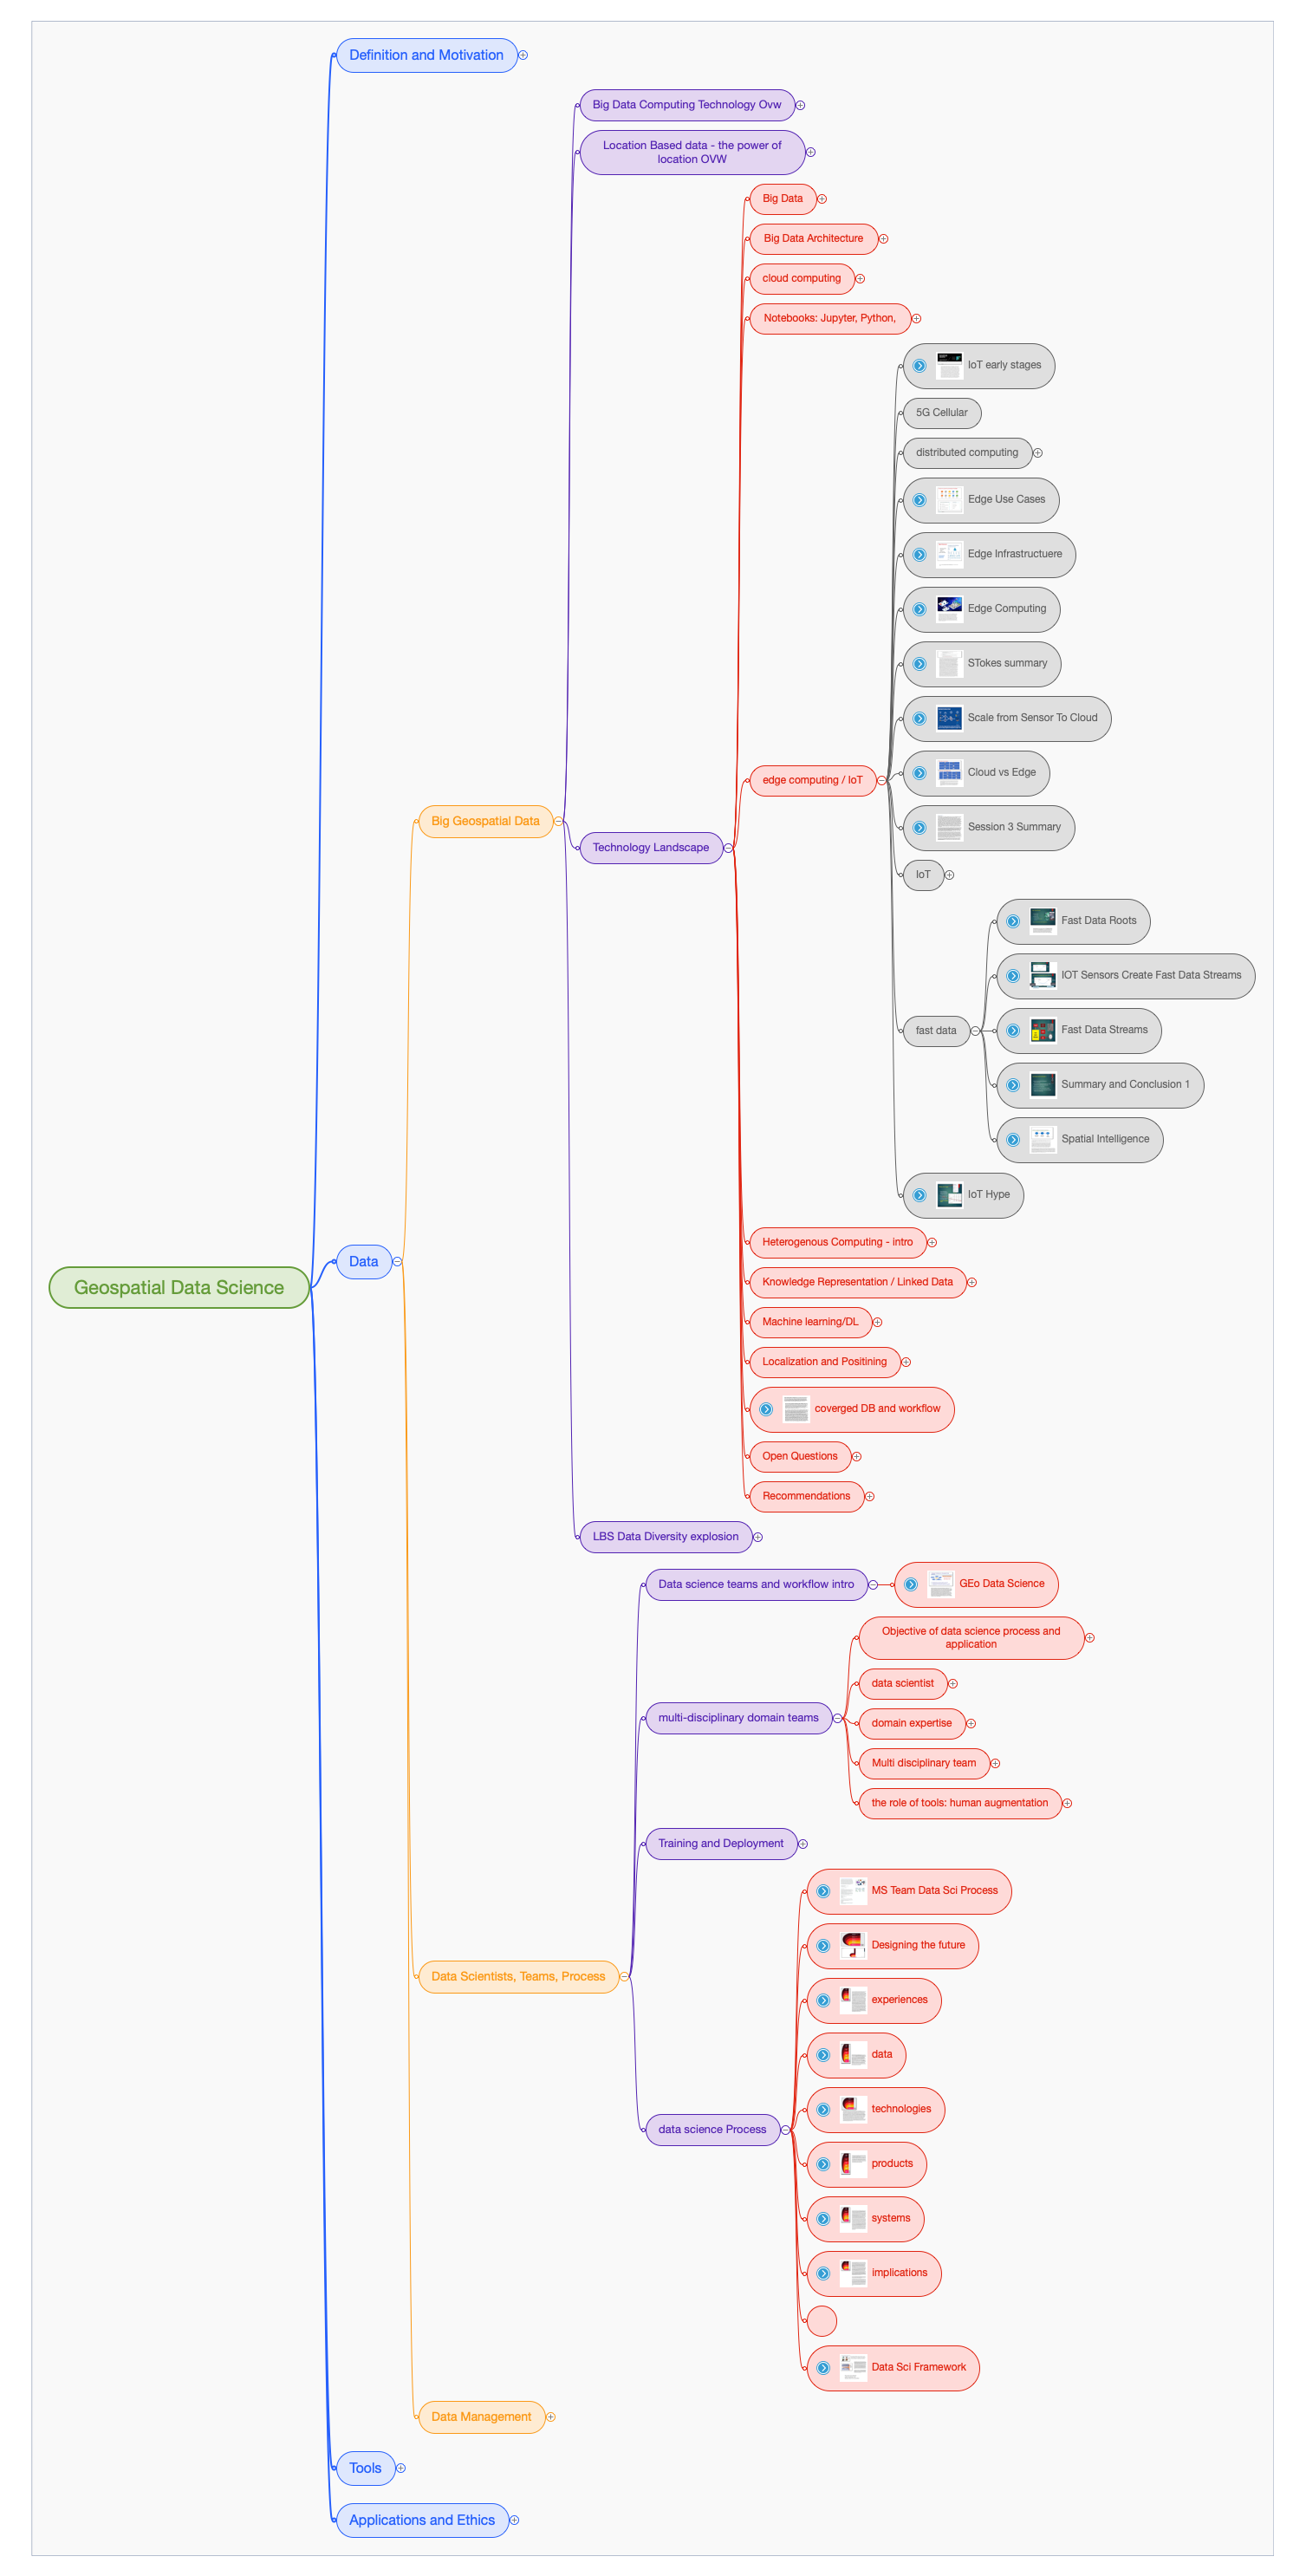 Definition and Motivation
Big Data Computing Technology Ovw
Location Based data - the power of
location OVW
Big Data
Big Data Architecture
cloud computing
Notebooks: Jupyter, Python,
IoT early stages
5G Cellular
distributed computing
Edge Use Cases
Edge Infrastructuere
Edge Computing
STokes summary
Scale from Sensor To Cloud
Cloud vs Edge
edge computing / IoT
Big Geospatial Data
Session 3 Summary
Technology Landscape
IoT
Fast Data Roots
IOT Sensors Create Fast Data Streams
fast data
Fast Data Streams
Summary and Conclusion 1
Spatial Intelligence
IoT Hype
Heterogenous Computing - intro
Data
Geospatial Data Science
Knowledge Representation / Linked Data
Machine learning/DL
Localization and Positining
coverged DB and workflow
Open Questions
Recommendations
LBS Data Diversity explosion
Data science teams and workflow intro
GEo Data Science
Objective of data science process and
application
data scientist
multi-disciplinary domain teams
domain expertise
Multi disciplinary team
the role of tools: human augmentation
Training and Deployment
MS Team Data Sci Process
Designing the future
Data Scientists, Teams, Process
experiences
data
technologies
data science Process
products
systems
implications
Data Sci Framework
Data Management
Tools
Applications and Ethics